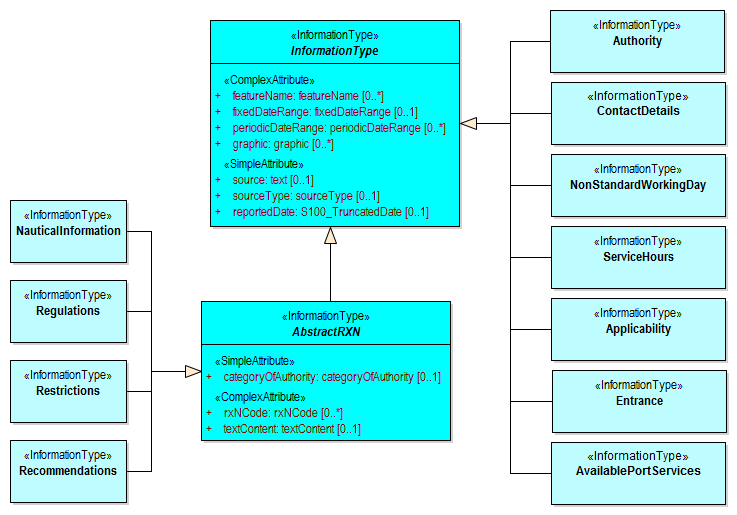 «InformationType»
InformationType
«ComplexAttribute»
+ featureName: featureName [0..*]
+ fixedDateRange: fixedDateRange [0..1]
+ periodicDateRange: periodicDateRange [0..*]
+ graphic: graphic [0..*]
«SimpleAttribute»
+ source: text [0..1]
+ sourceType: sourceType [0..1]
+ reportedDate: S100_TruncatedDate [0..1]
«InformationType»
Authority
«InformationType»
ContactDetails
«InformationType»
NonStandardWorkingDay
«InformationType»
ServiceHours
«InformationType»
Applicability
«InformationType»
Entrance
«InformationType»
AvailablePortServices
«InformationType»
NauticalInformation
«InformationType»
Regulations
«InformationType»
Restrictions
«InformationType»
Recommendations
«InformationType»
AbstractRXN
«SimpleAttribute»
+ categoryOfAuthority: categoryOfAuthority [0..1]
«ComplexAttribute»
+ rxNCode: rxNCode [0..*]
+ textContent: textContent [0..1]